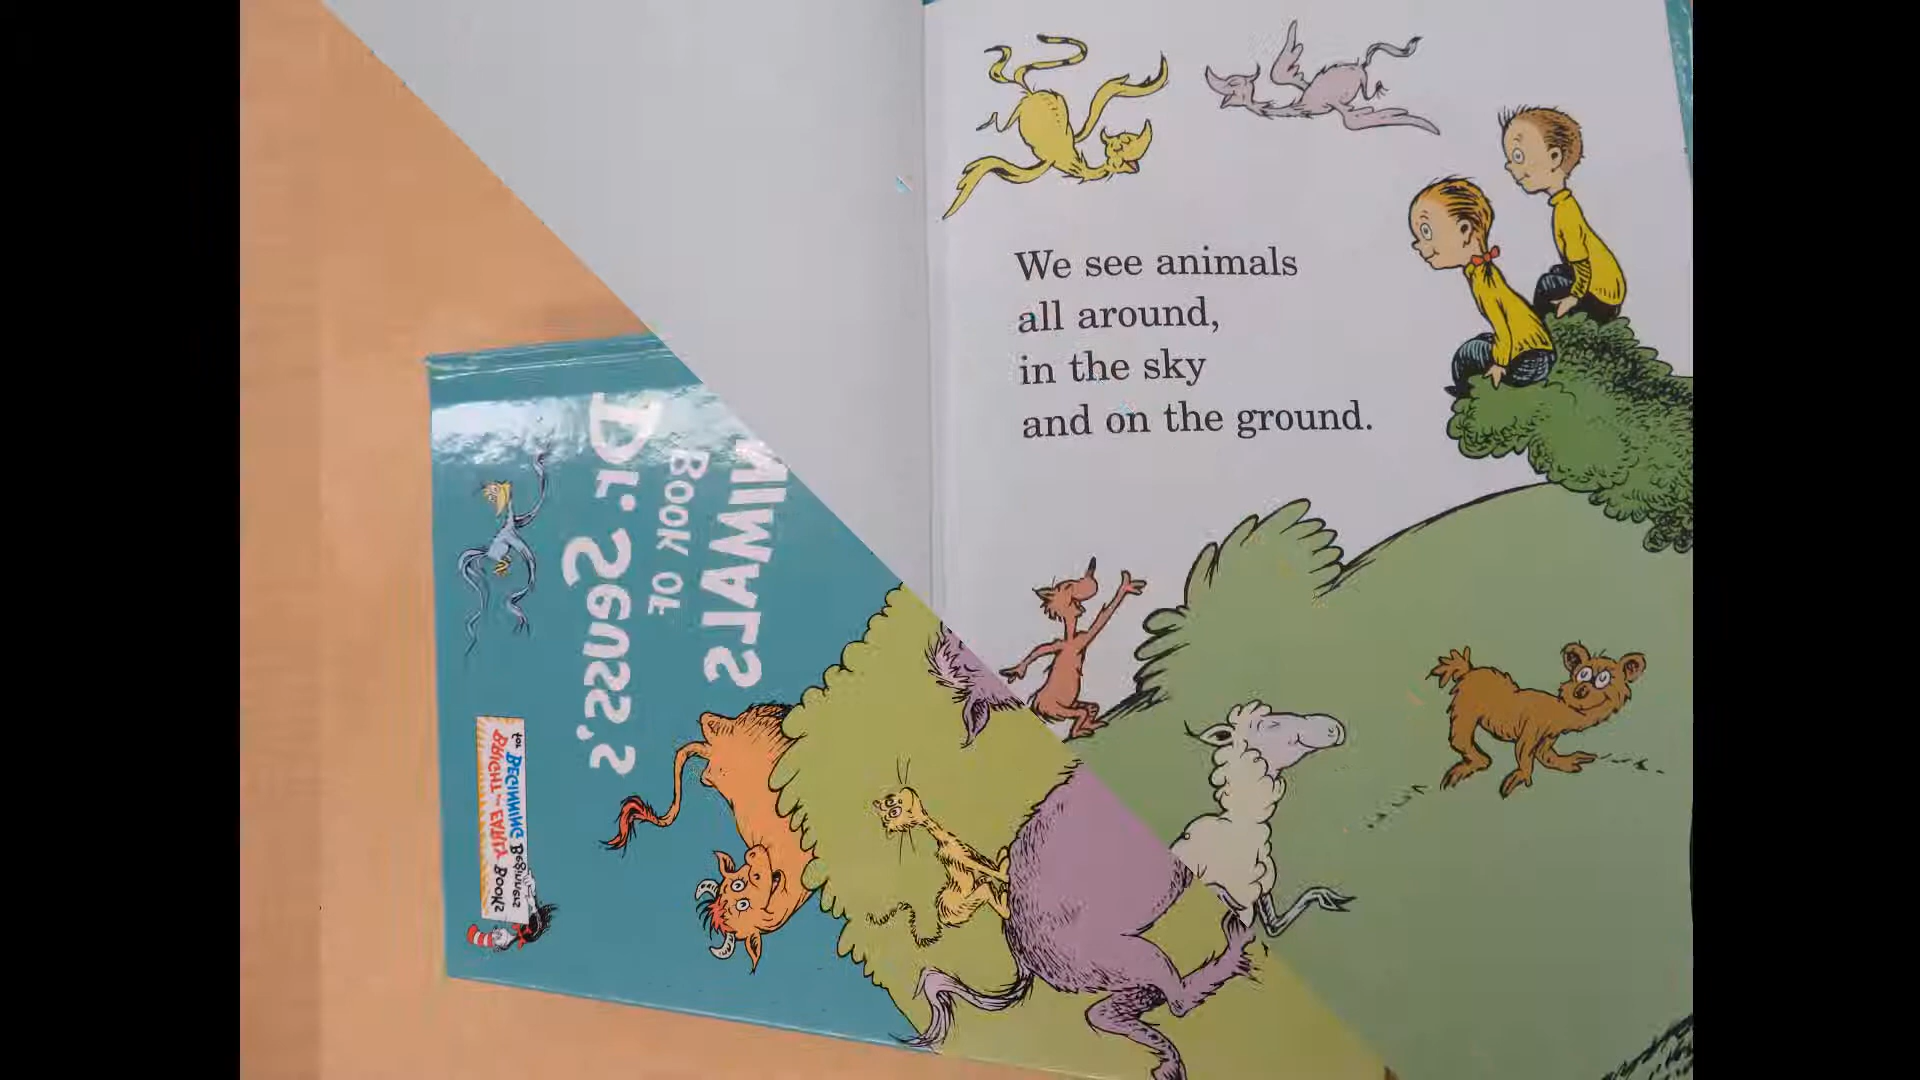 We see animals
all around,
in the sky
and on the ground.
Dr. Seuss's
BOOK OF
NIMALS
BRIGHT and EARLY BOOKS
for BEGINNING Beginners